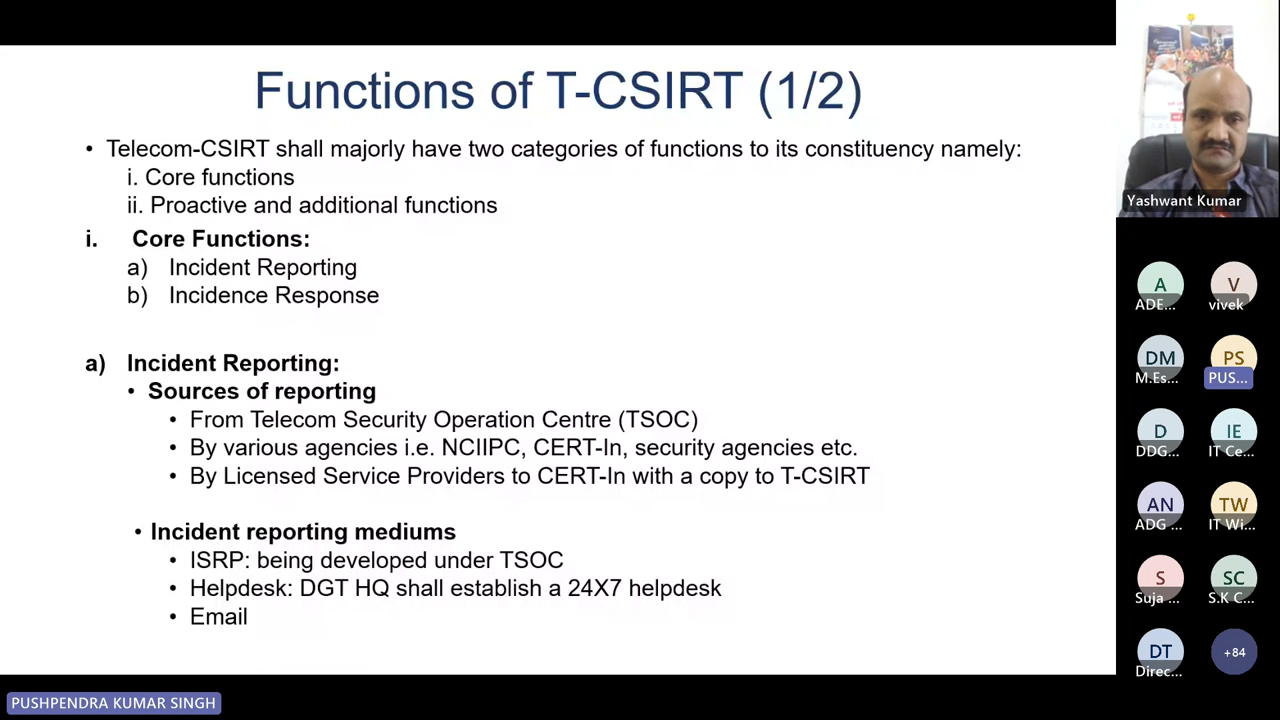 Functions of T-CSIRT (1/2)
• Telecom-CSIRT shall majorly have two categories of functions to its constituency namely:
i. Core functions
ii. Proactive and additional functions
i. Core Functions:
a) Incident Reporting
b) Incidence Response
a) Incident Reporting:
• Sources of reporting
• From Telecom Security Operation Centre (TSOC)
• By various agencies i.e. NCIIPC, CERT-In, security agencies etc.
• By Licensed Service Providers to CERT-In with a copy to T-CSIRT
• Incident reporting mediums
• ISRP: being developed under TSOC
• Helpdesk: DGT HQ shall establish a 24X7 helpdesk
• Email
PUSHPENDRA KUMAR SINGH
Yashwant Kumar
A
ADE...
V
vivek
DM
M.Es...
PS
PUS...
D
DDG...
IE
IT Ce...
AN
ADG ...
TW
IT Wi...
S
Suja ...
SC
S.K C...
DT
Direc...
+84